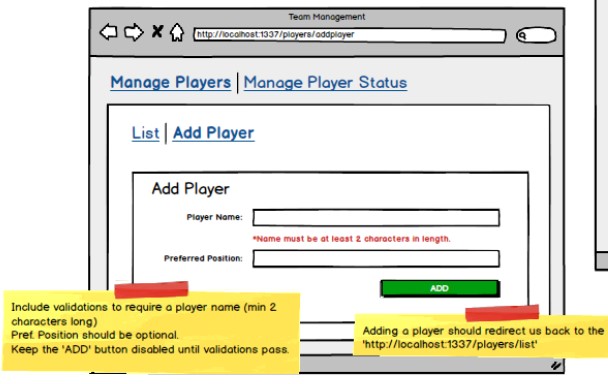 Team Management
http://localhost:1337/players/addplayer
Manage Players | Manage Player Status
List | Add Player
Add Player
Player Name:
*Name must be at least 2 characters in length.
Preferred Position:
ADD
Include validations to require a player name (min 2
characters long)
Pref. Position should be optional.
Keep the 'ADD' button disabled until validations pass.
Adding a player should redirect us back to the
'http://localhost:1337/players/list'